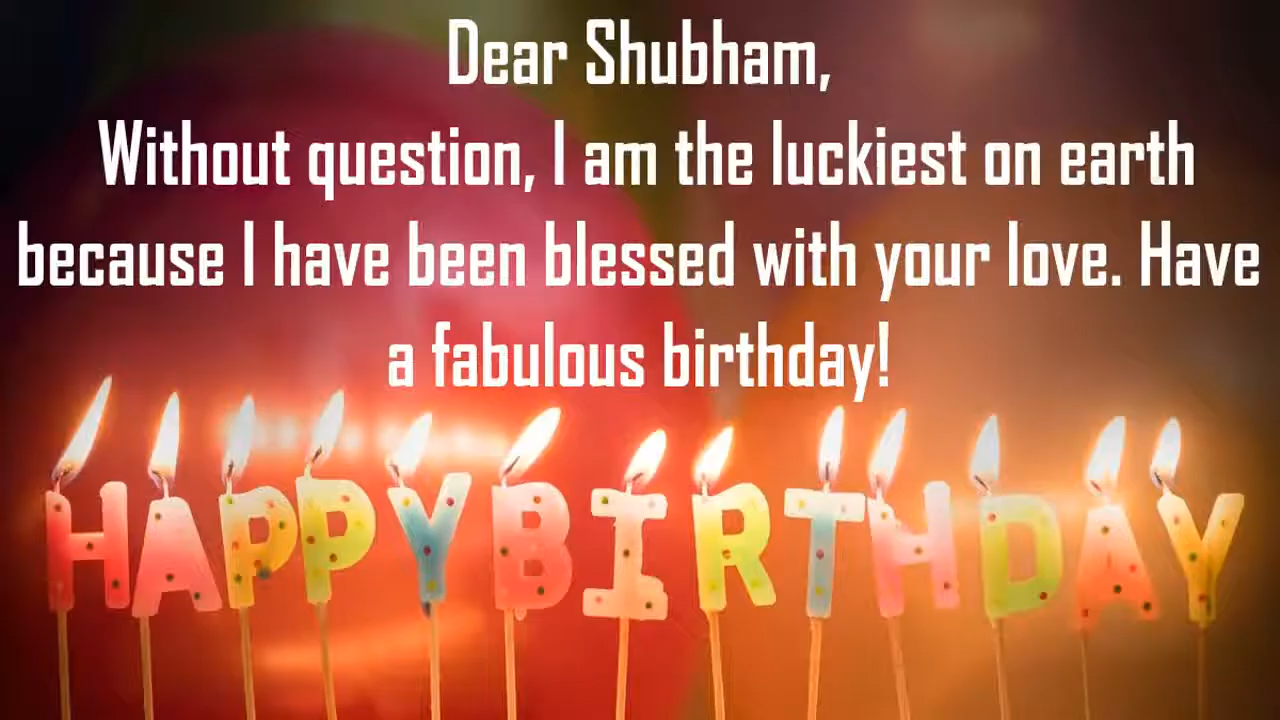 Dear Shubham,
Without question, I am the luckiest on earth
because I have been blessed with your love. Have
a fabulous birthday!
HAPPY BIRTHDAY